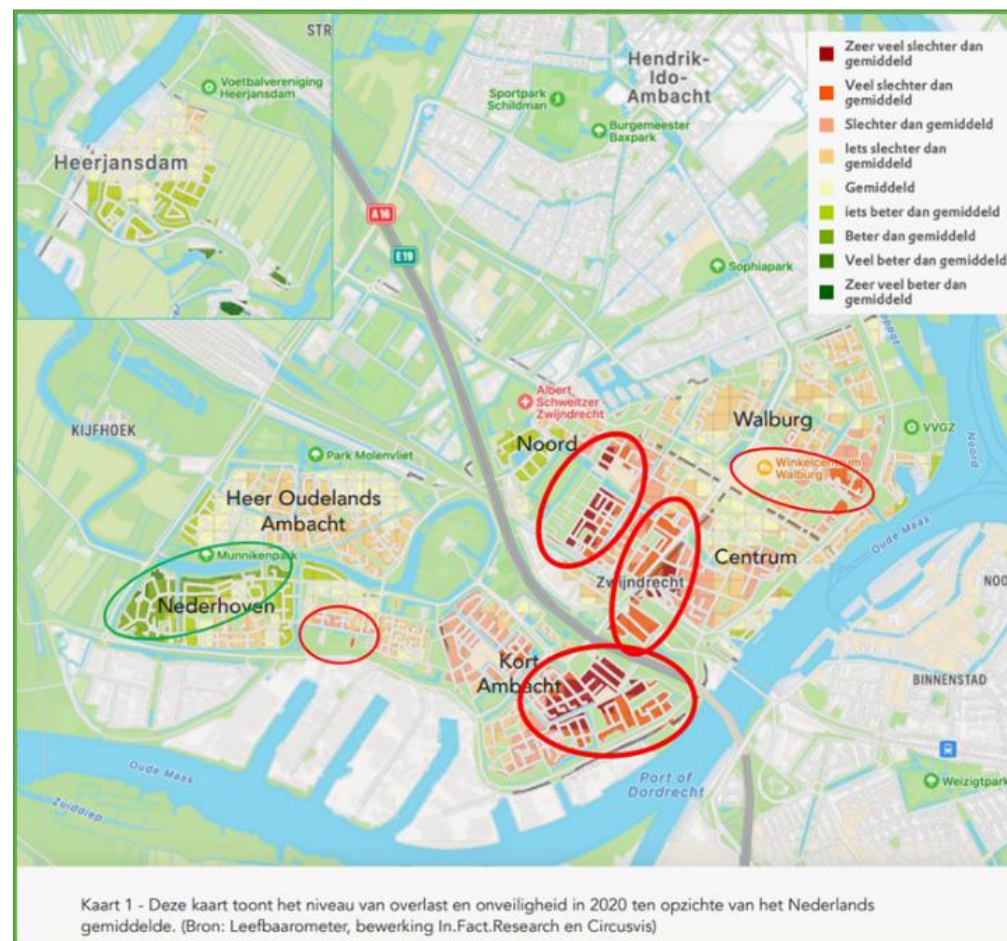 STR
Voetbalvereniging
Heerjansdam
Heerjansdam
Hendrik-
Ido-
Ambacht
Sportpark
Schildman
Burgemeester
Baxpark
A16
E19
Sophiapark
Zeer veel slechter dan
gemiddeld
Veel slechter dan
gemiddeld
Slechter dan gemiddeld
Iets slechter dan
gemiddeld
Gemiddeld
iets beter dan gemiddeld
Beter dan gemiddeld
Veel beter dan gemiddeld
Zeer veel beter dan
gemiddeld
Albert
Schweitzer
Zwijndrecht
KIJFHOEK
Park Molenvliet
Noord
Walburg
VVGZ
Noord
Winkelcentrum
Walburg
Heer Oudelands
Ambacht
Munnikenpark
Nederhoven
Zwijndrecht
Centrum
Oude Maas
NOO
Kort
Ambacht
BINNENSTAD
Oude Maas
Zuiddiep
Port of
Dordrecht
Weizigtpark
Kaart 1 - Deze kaart toont het niveau van overlast en onveiligheid in 2020 ten opzichte van het Nederlands
gemiddelde. (Bron: Leefbaarometer, bewerking In.Fact.Research en Circusvis)